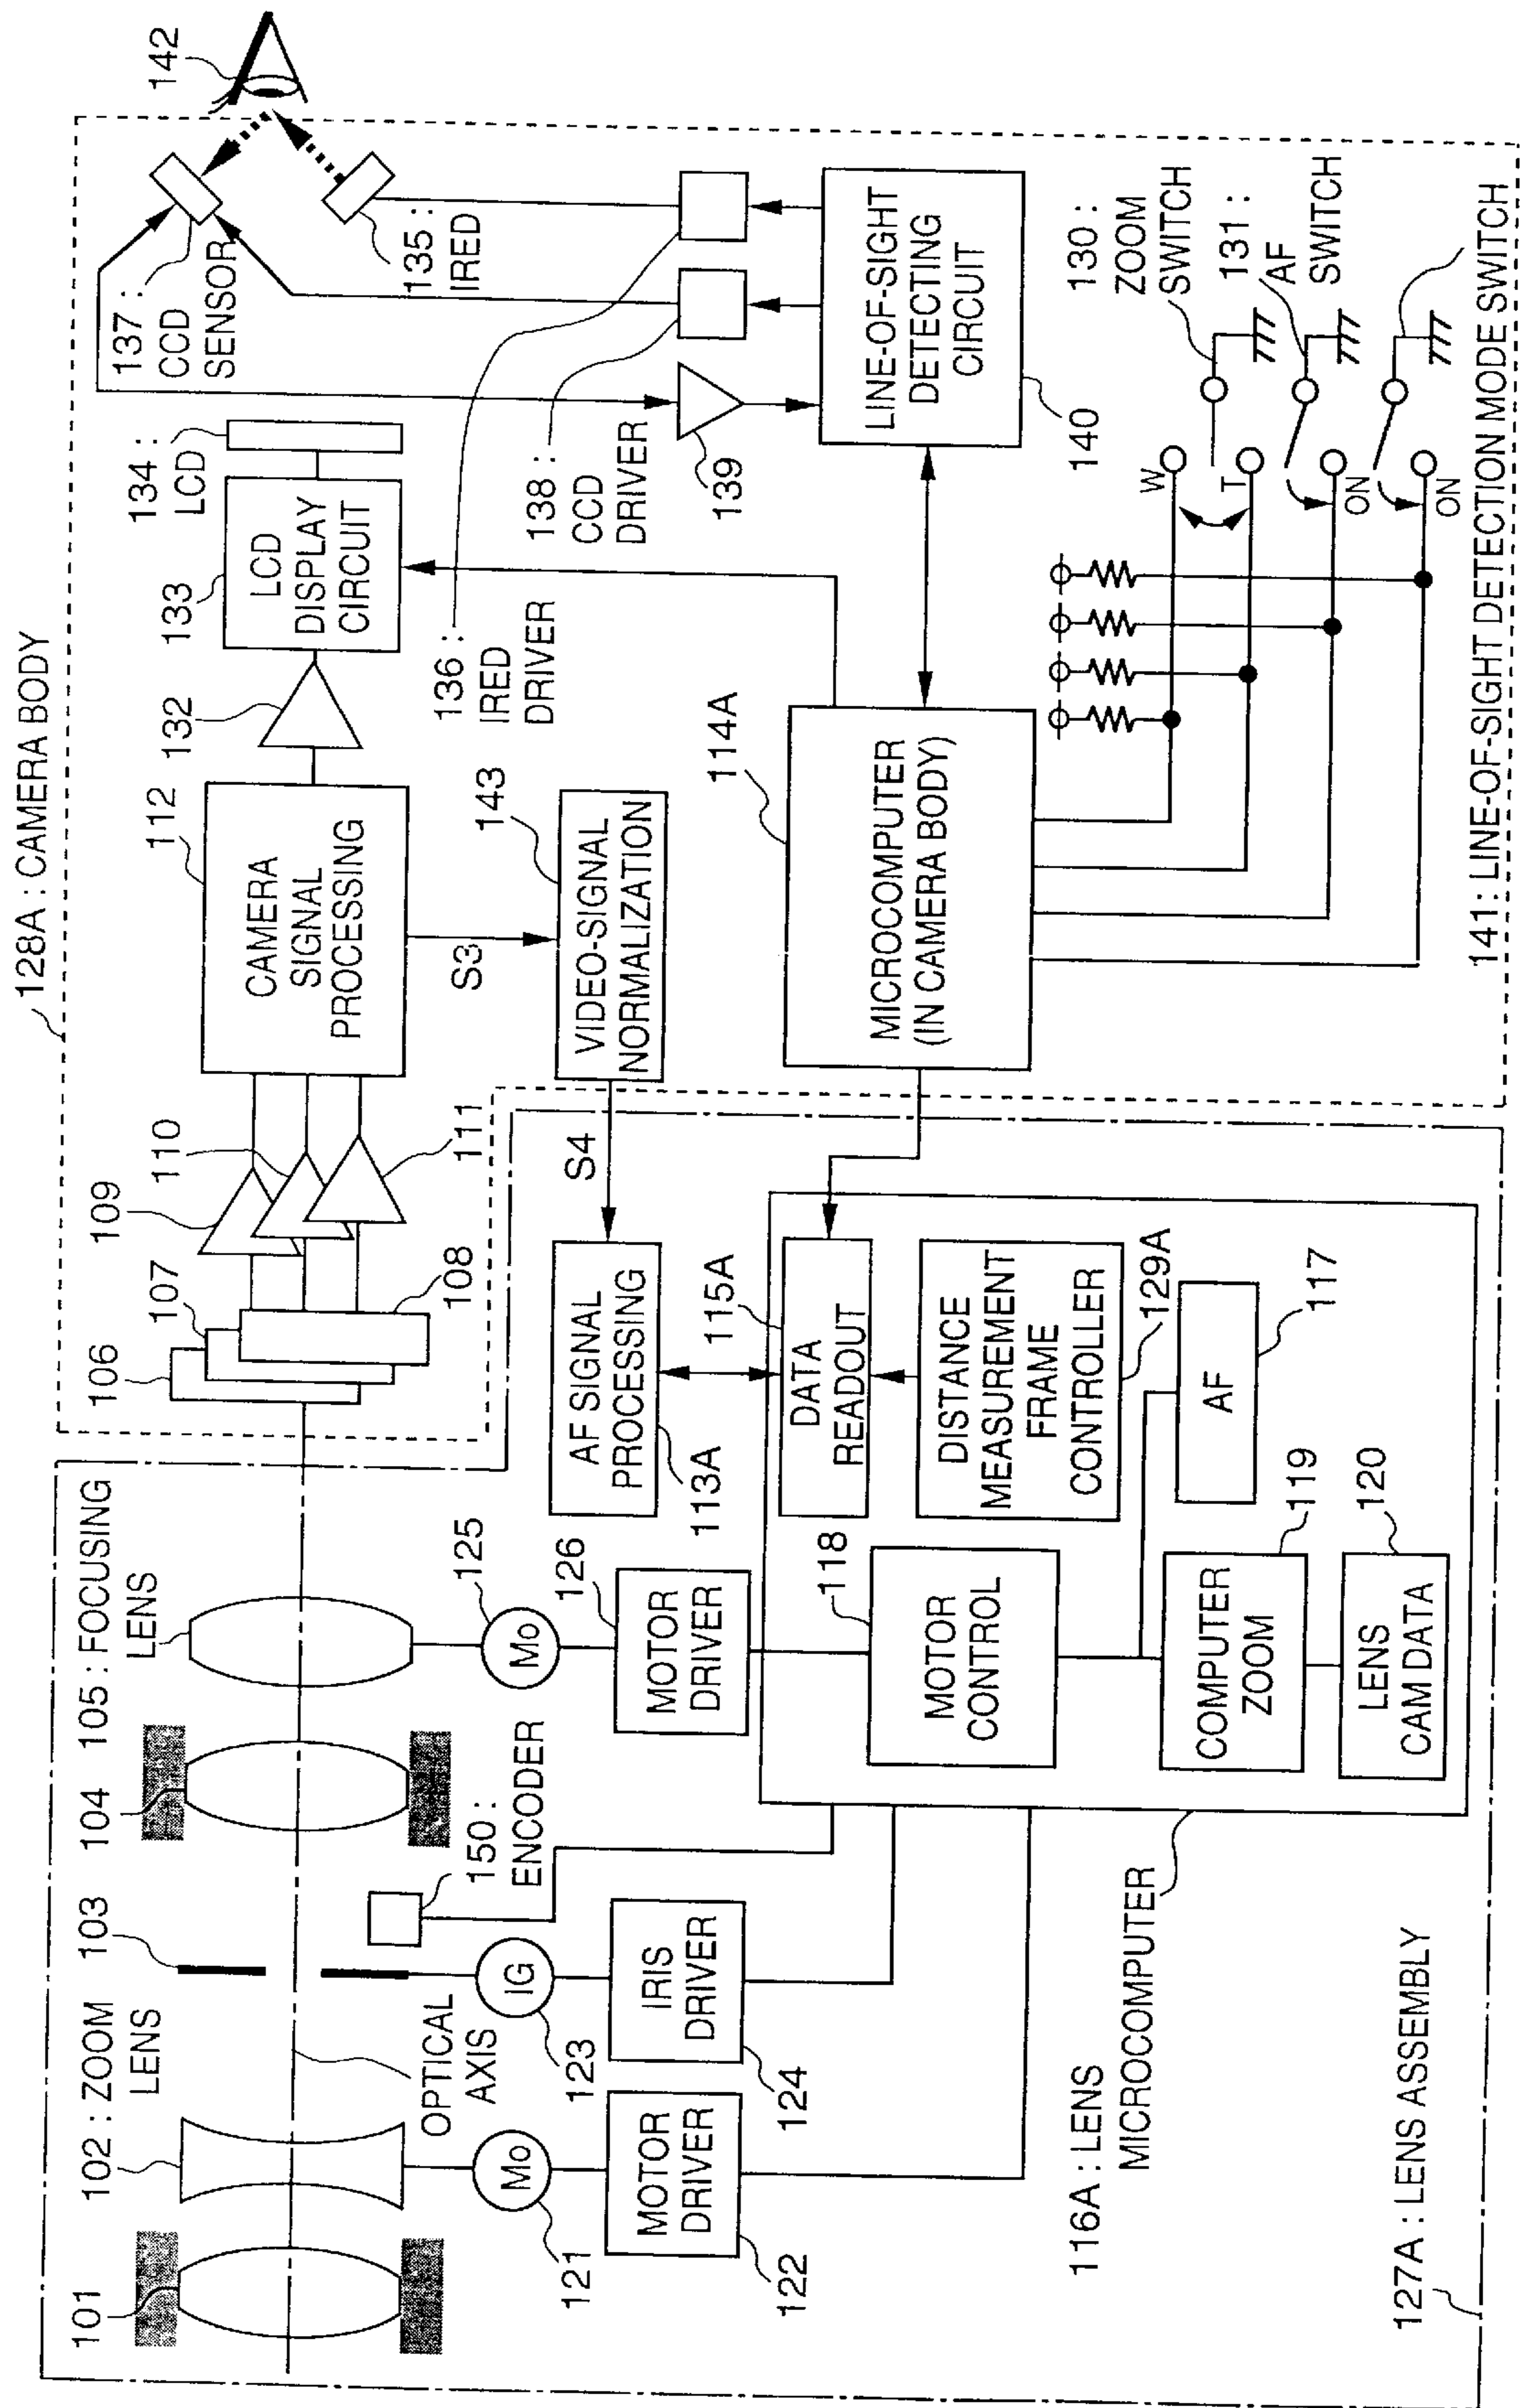 128A : CAMERA BODY
142
137 :
CCD
SENSOR
135 :
IRED
134 :
LCD
133
LCD
DISPLAY
CIRCUIT
132
112
CAMERA
SIGNAL
PROCESSING
136 :
IRED
DRIVER
138 :
CCD
DRIVER
139
LINE-OF-SIGHT
DETECTING
CIRCUIT
140
130 :
ZOOM
SWITCH
131 :
AF
SWITCH
W
T
ON
ON
141 : LINE-OF-SIGHT DETECTION MODE SWITCH
S3
143
VIDEO-SIGNAL
NORMALIZATION
114A
MICROCOMPUTER
(IN CAMERA BODY)
109
110
111
106
107
108
S4
AF SIGNAL
PROCESSING
113A
115A
DATA
READOUT
DISTANCE
MEASUREMENT
FRAME
CONTROLLER
129A
AF
117
105 : FOCUSING
LENS
125
Mo
126
MOTOR
DRIVER
118
MOTOR
CONTROL
COMPUTER
ZOOM
119
LENS
CAM DATA
120
104
150 :
ENCODER
103
IG
123
IRIS
DRIVER
124
102 : ZOOM
LENS
OPTICAL
AXIS
Mo
121
MOTOR
DRIVER
122
101
116A : LENS
MICROCOMPUTER
127A : LENS ASSEMBLY